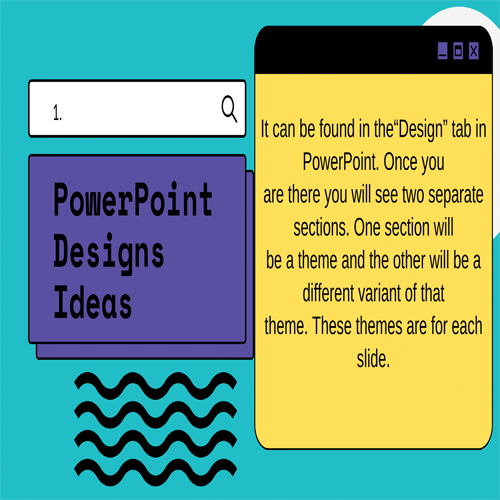 1.
PowerPoint
Designs
Ideas
It can be found in the“Design” tab in
PowerPoint. Once you
are there you will see two separate
sections. One section will
be a theme and the other will be a
different variant of that
theme. These themes are for each
slide.